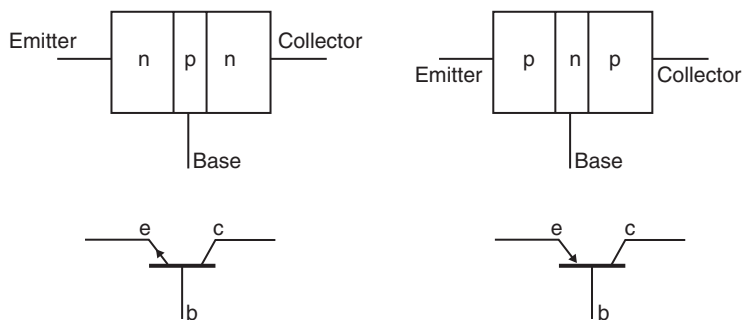 Emitter
n p n
Collector
Base
Emitter
p n p
Collector
Base
e c
b
e c
b